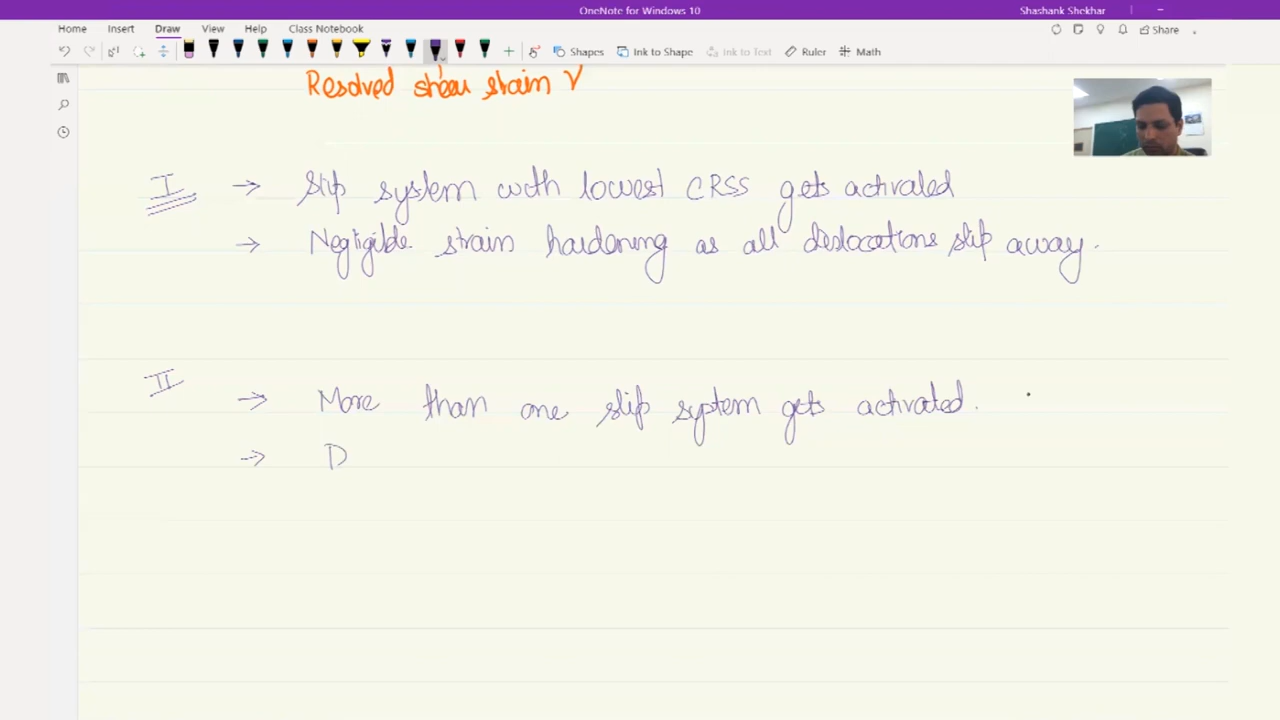 OneNote for Windows 10
Shashank Shekhar
Home Insert Draw View Help Class Notebook
Share
Shapes Ink to Shape Ink to Text Ruler Math
Resolved shear stain γ
I → Slip system with lowest CRSS gets activated
→ Negligible strain hardening as all dislocations slip away.
II → More than one slip system gets activated.
→ D